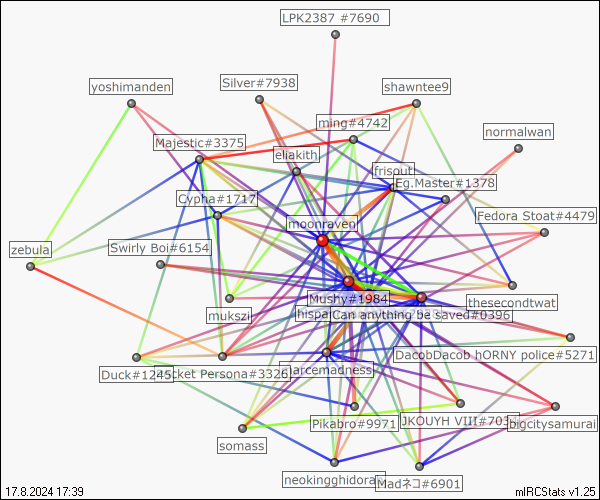 LPK2387 #7690
yoshimanden
Silver#7938
shawntee9
ming#4742
normalwan
Majestic#3375
eliakith
frisout
Eg.Master#1378
Cypha#1717
moonraven
Fedora Stoat#4479
zebula
Swirly Boi#6154
Mushy#1984
thesecondtwat
mukszil
hispa
Can anything be saved#0396
DacobDacob hORNY police#5271
Duck#1245
cket Persona#3326
arcemadness
Pikabro#9971
JKOUYH VIII#703
bigcitysamurai
somass
neokingghidora
Madネコ#6901
17.8.2024 17:39
mIRCStats v1.25